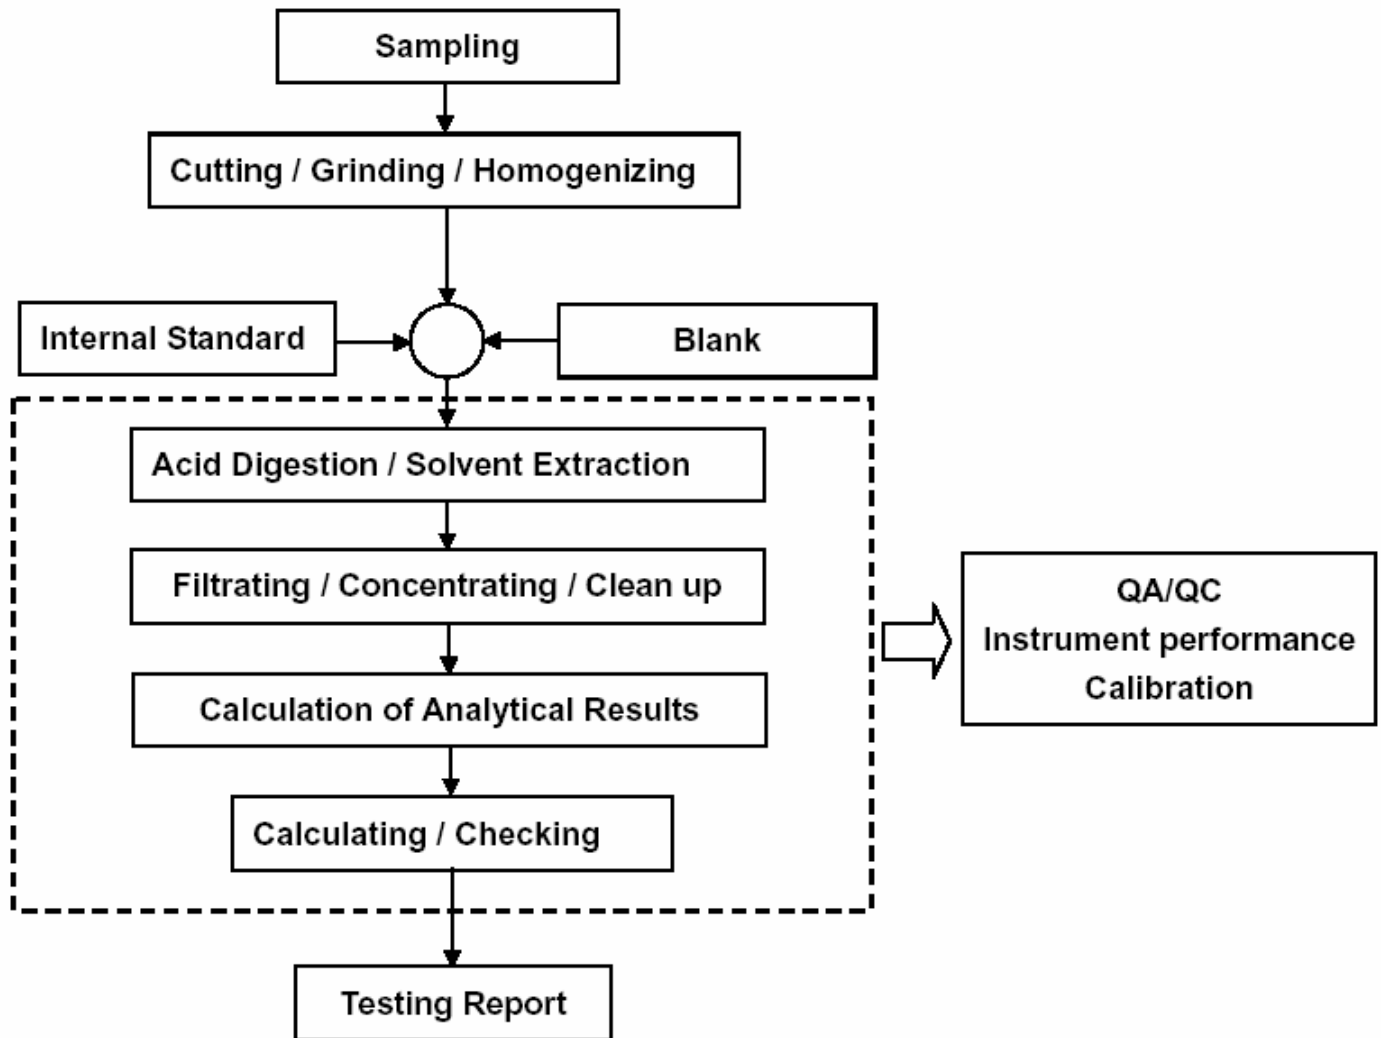 Sampling
Cutting / Grinding / Homogenizing
Internal Standard
Blank
Acid Digestion / Solvent Extraction
Filtrating / Concentrating / Clean up
Calculation of Analytical Results
Calculating / Checking
QA/QC
Instrument performance
Calibration
Testing Report